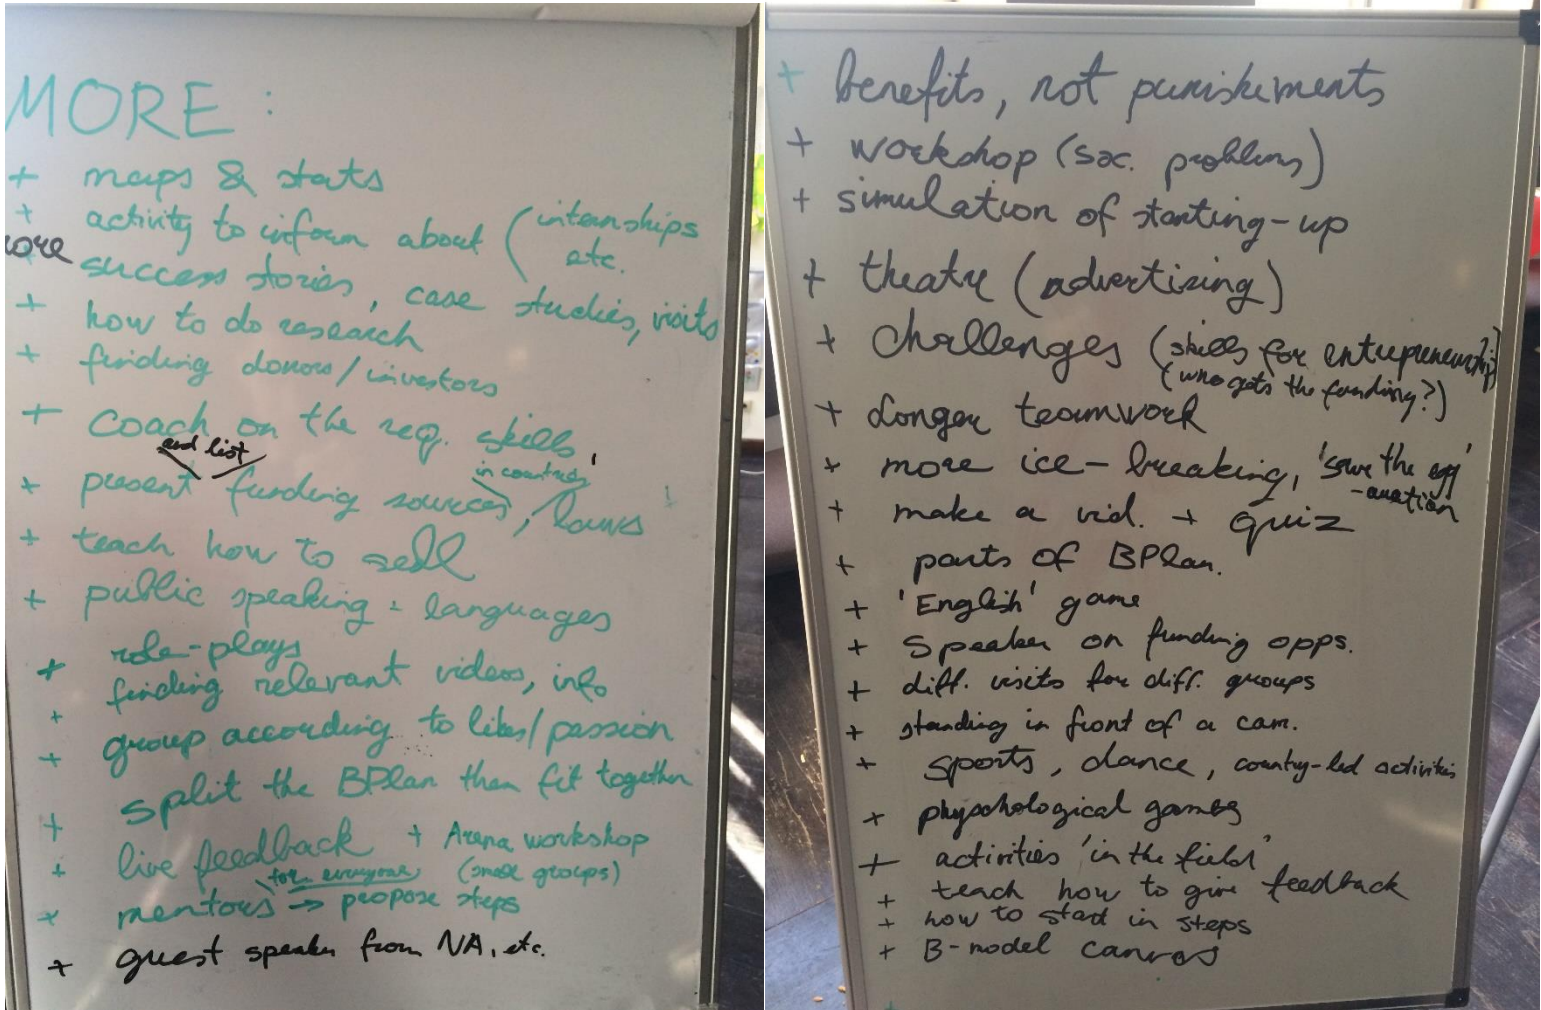 MORE :
+ maps & stats
+ activity to inform about (internships
etc.
more success stories, case studies, visits
+ how to do research
+ finding donors/investors
+ coach on the req. skills
and list
in countries
+ present funding sources, laws
+ teach how to sell
+ public speaking + languages
role-plays
+ finding relevant videos, info
+ group according to likes/passion
+ split the BPlan then fit together
+ live feedback + Arena workshop
for everyone (small groups)
+ mentors → propose steps
+ guest speaker from NA, etc.
+ benefits, not punishements
+ workshop (soc. problems)
+ simulation of starting-up
+ theatre (advertising)
+ challenges (skills for entrepreneurship)
(who gets the funding?)
+ Longer teamwork
+ more ice-breaking, 'save the egg'
-auation
+ make a vid. + quiz
+ parts of BPlan.
+ 'English' game
+ Speaker on funding opps.
+ diff. visits for diff. groups
+ standing in front of a cam.
+ sports, dance, country-led activities
+ physchological games
+ activities 'in the field'
+ teach how to give feedback
+ how to start in steps
+ B-model canvas